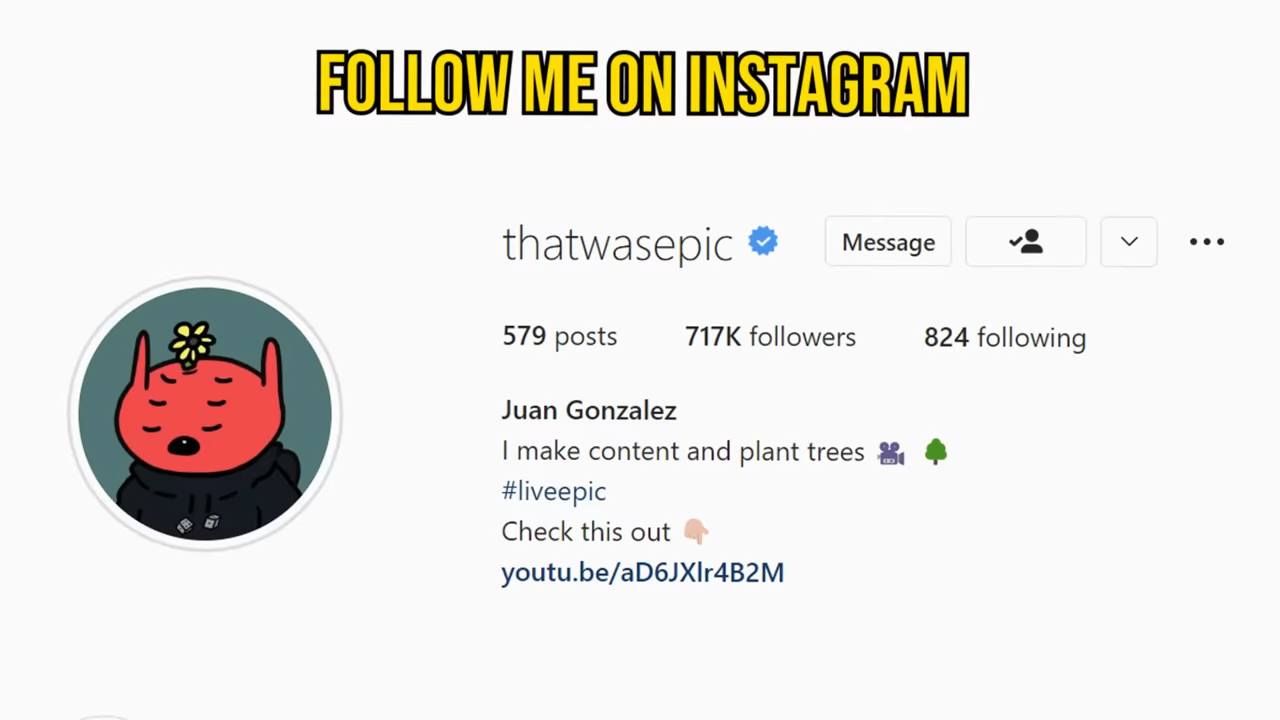 FOLLOW ME ON INSTAGRAM
thatwasepic
Message
579 posts 717K followers 824 following
Juan Gonzalez
I make content and plant trees 🎥 🌳
#liveepic
Check this out 👇🏼
youtu.be/aD6JXlr4B2M